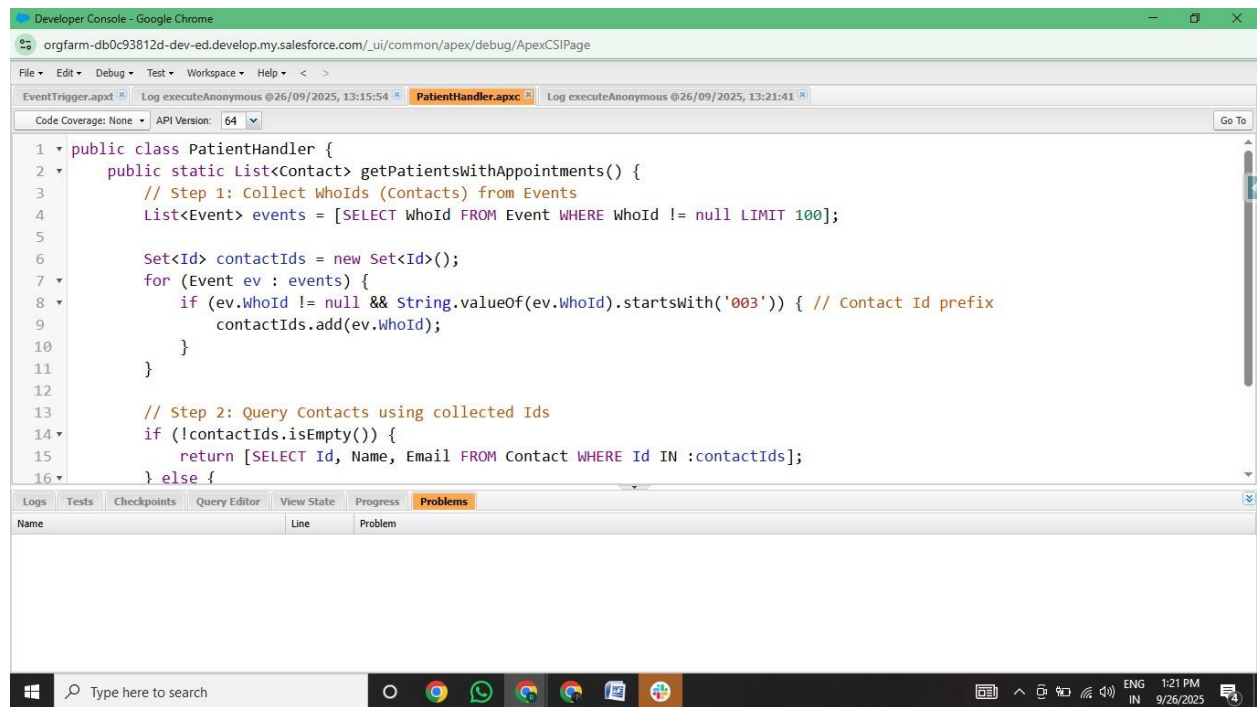 Developer Console - Google Chrome
orgfarm-db0c93812d-dev-ed.develop.my.salesforce.com/_ui/common/apex/debug/ApexCSIPage
File Edit Debug Test Workspace Help < >
EventTrigger.apxt Log executeAnonymous @26/09/2025, 13:15:54 PatientHandler.apxc Log executeAnonymous @26/09/2025, 13:21:41
Code Coverage: None API Version: 64 Go To
1 public class PatientHandler {
2 public static List<Contact> getPatientsWithAppointments() {
3 // Step 1: Collect WhoIds (Contacts) from Events
4 List<Event> events = [SELECT WhoId FROM Event WHERE WhoId != null LIMIT 100];
5
6 Set<Id> contactIds = new Set<Id>();
7 for (Event ev : events) {
8 if (ev.WhoId != null && String.valueOf(ev.WhoId).startsWith('003')) { // Contact Id prefix
9 contactIds.add(ev.WhoId);
10 }
11 }
12
13 // Step 2: Query Contacts using collected Ids
14 if (!contactIds.isEmpty()) {
15 return [SELECT Id, Name, Email FROM Contact WHERE Id IN :contactIds];
16 } else {
Logs Tests Checkpoints Query Editor View State Progress Problems
Name Line Problem
Type here to search
ENG 1:21 PM
IN 9/26/2025
4